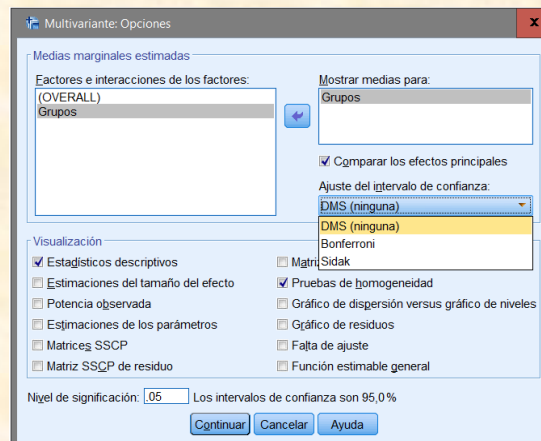 Multivariante: Opciones
x
Medias marginales estimadas
Factores e interacciones de los factores:
(OVERALL)
Grupos
Mostrar medias para:
Grupos
Comparar los efectos principales
Ajuste del intervalo de confianza:
DMS (ninguna)
DMS (ninguna)
Bonferroni
Sidak
Visualización
Estadísticos descriptivos
Matri
Estimaciones del tamaño del efecto
Pruebas de homogeneidad
Potencia observada
Gráfico de dispersión versus gráfico de niveles
Estimaciones de los parámetros
Gráfico de residuos
Matrices SSCP
Falta de ajuste
Matriz SSCP de residuo
Función estimable general
Nivel de significación: .05 Los intervalos de confianza son 95,0%
Continuar Cancelar Ayuda